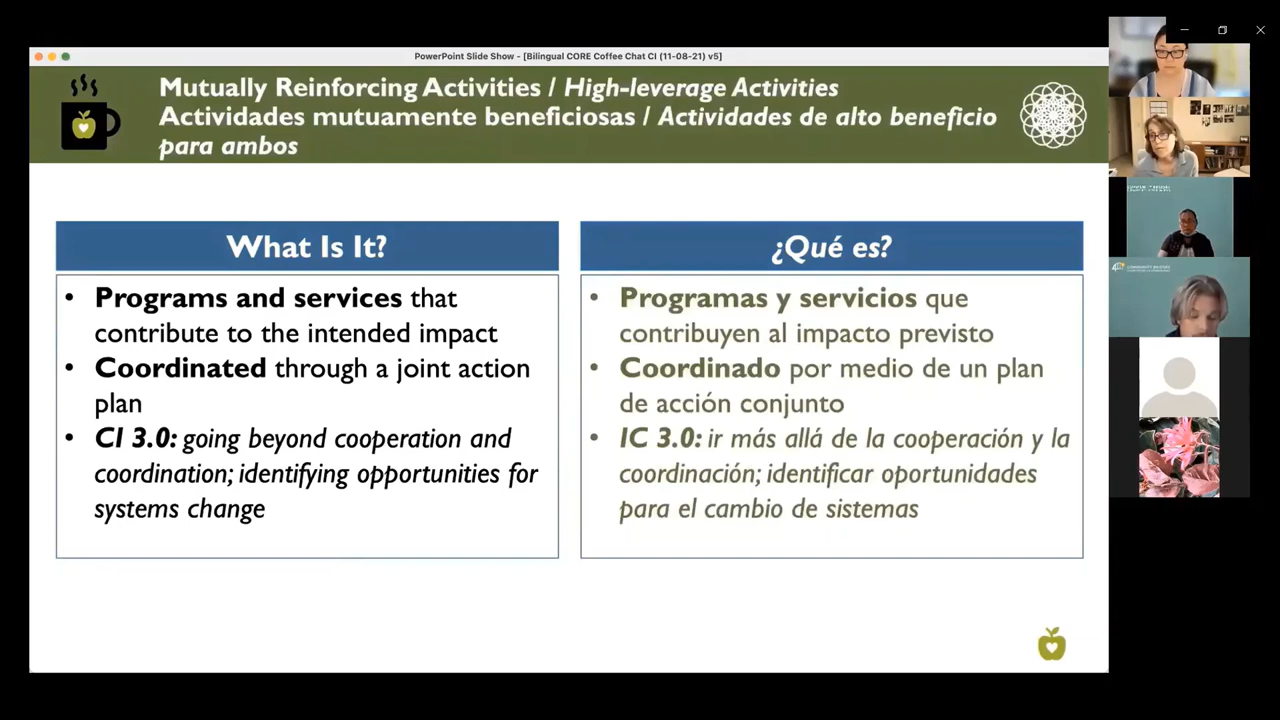 PowerPoint Slide Show - [Bilingual CORE Coffee Chat CI (11-08-21) v5]
Mutually Reinforcing Activities / High-leverage Activities
Actividades mutuamente beneficiosas / Actividades de alto beneficio
para ambos
What Is It?
• Programs and services that
contribute to the intended impact
• Coordinated through a joint action
plan
• CI 3.0: going beyond cooperation and
coordination; identifying opportunities for
systems change
¿Qué es?
• Programas y servicios que
contribuyen al impacto previsto
• Coordinado por medio de un plan
de acción conjunto
• IC 3.0: ir más allá de la cooperación y la
coordinación; identificar oportunidades
para el cambio de sistemas
COMMUNITY BRIDGES